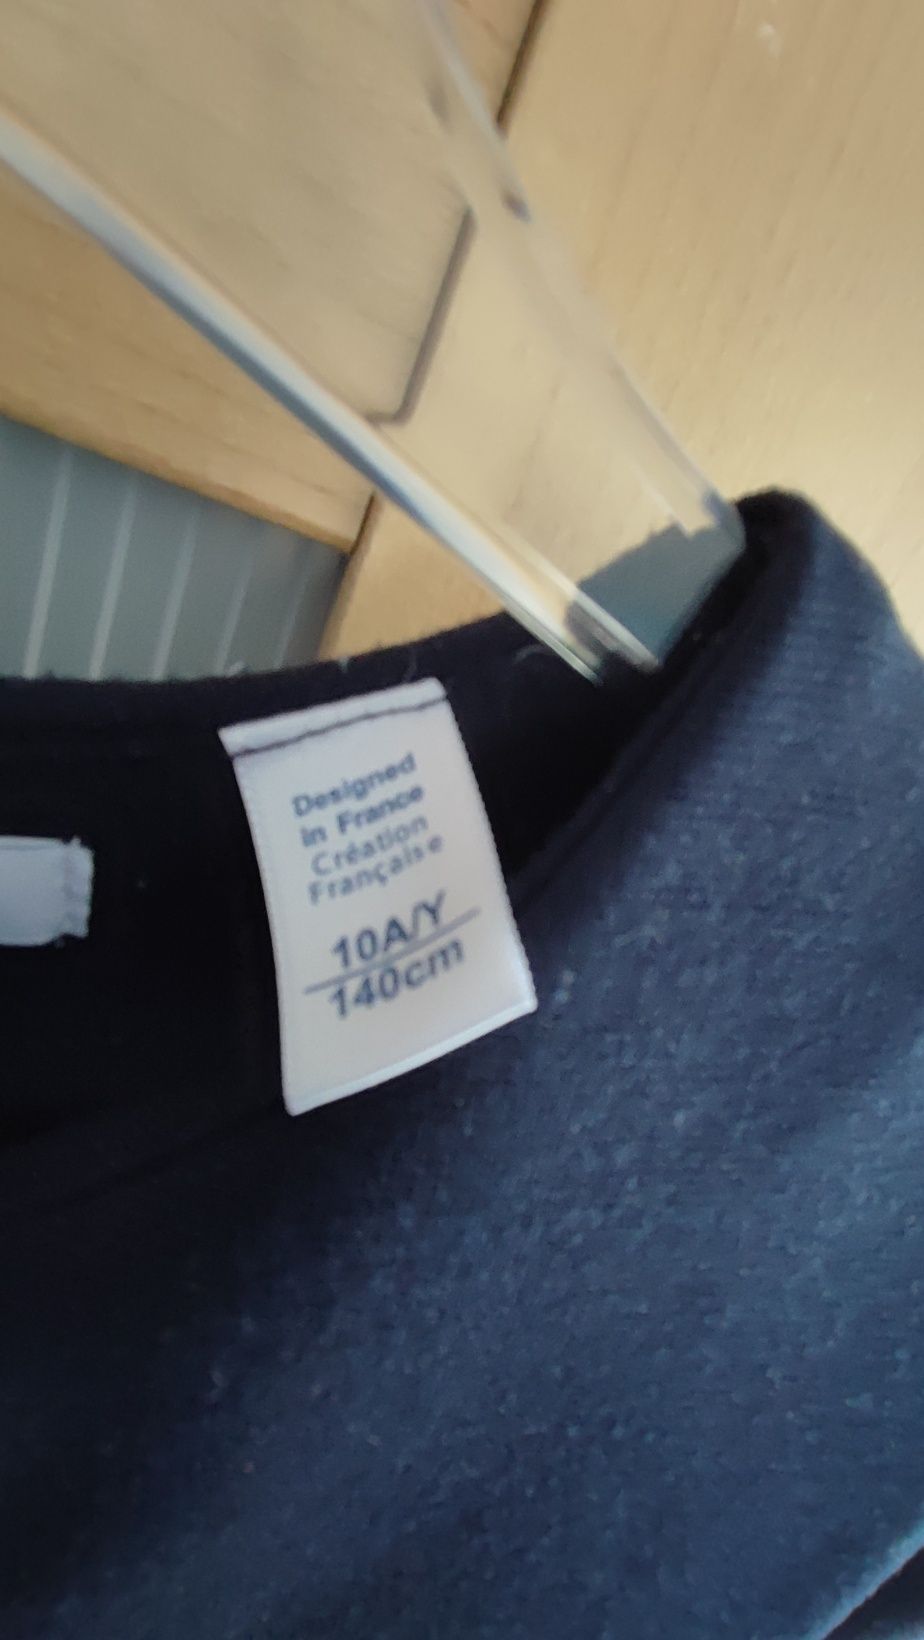 Designed
in France
Création
Française
10A/Y
140cm